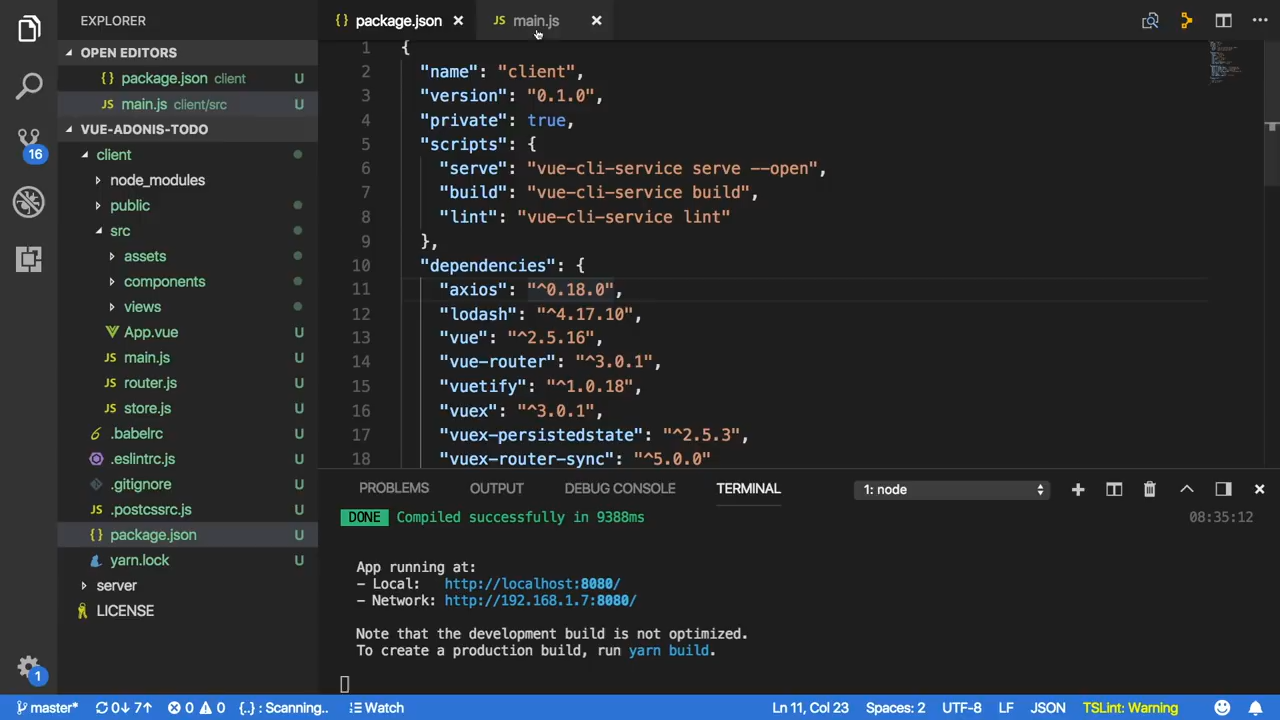 EXPLORER
OPEN EDITORS
{} package.json client U
JS main.js client/src U
VUE-ADONIS-TODO
client
node_modules
public
src
assets
components
views
App.vue U
JS main.js U
JS router.js U
JS store.js U
.babelrc U
.eslintrc.js U
.gitignore U
.postcssrc.js U
{} package.json U
yarn.lock U
server
LICENSE
16
1
{} package.json JS main.js
1 {
2 "name": "client",
3 "version": "0.1.0",
4 "private": true,
5 "scripts": {
6 "serve": "vue-cli-service serve --open",
7 "build": "vue-cli-service build",
8 "lint": "vue-cli-service lint"
9 },
10 "dependencies": {
11 "axios": "^0.18.0",
12 "lodash": "^4.17.10",
13 "vue": "^2.5.16",
14 "vue-router": "^3.0.1",
15 "vuetify": "^1.0.18",
16 "vuex": "^3.0.1",
17 "vuex-persistedstate": "^2.5.3",
18 "vuex-router-sync": "^5.0.0"
PROBLEMS OUTPUT DEBUG CONSOLE TERMINAL 1: node
DONE Compiled successfully in 9388ms 08:35:12
App running at:
- Local: http://localhost:8080/
- Network: http://192.168.1.7:8080/
Note that the development build is not optimized.
To create a production build, run yarn build.
master* 0↓ 7↑ 0 0 {..} : Scanning.. Watch Ln 11, Col 23 Spaces: 2 UTF-8 LF JSON TSLint: Warning